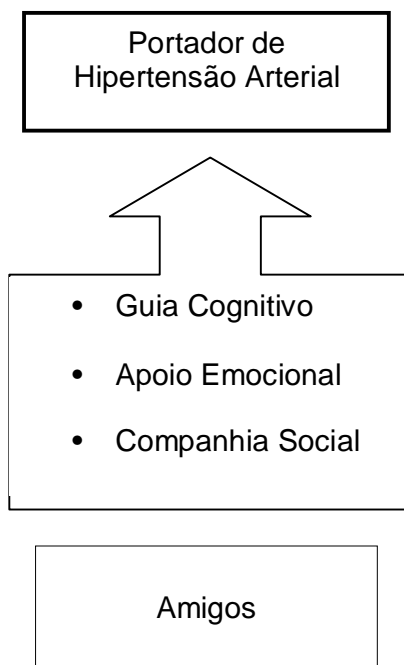 Portador de
Hipertensão Arterial
• Guia Cognitivo
• Apoio Emocional
• Companhia Social
Amigos